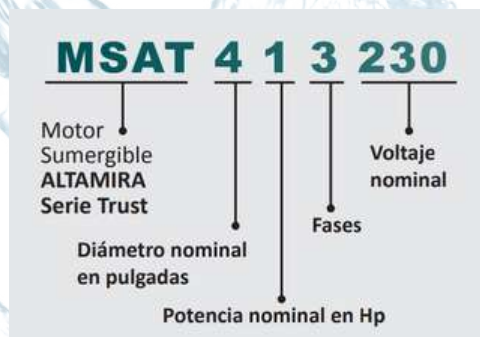 MSAT 4 1 3 230
Motor
Sumergible
ALTAMIRA
Serie Trust
Voltaje
nominal
Fases
Diámetro nominal
en pulgadas
Potencia nominal en Hp